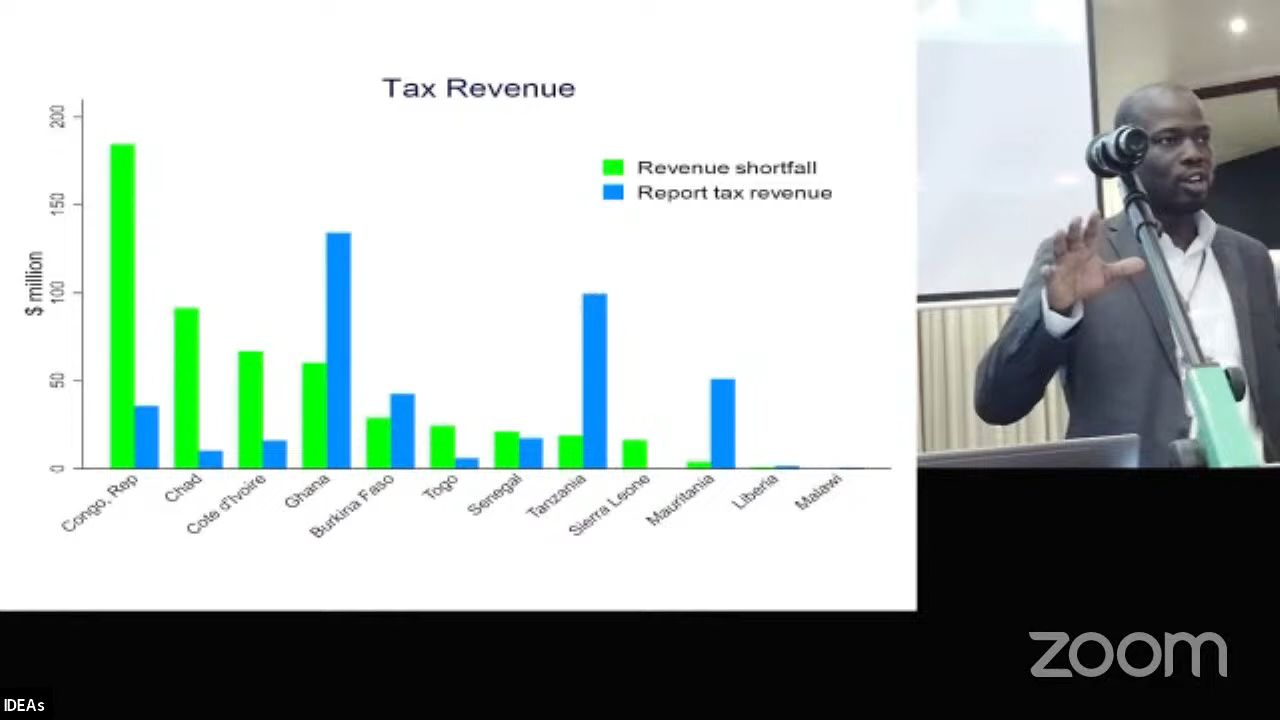 Tax Revenue
Revenue shortfall
Report tax revenue
$ million
200
150
100
50
0
Congo, Rep
Chad
Cote d'Ivoire
Ghana
Burkina Faso
Togo
Senegal
Tanzania
Sierra Leone
Mauritania
Liberia
Malawi
zoom
IDEAs